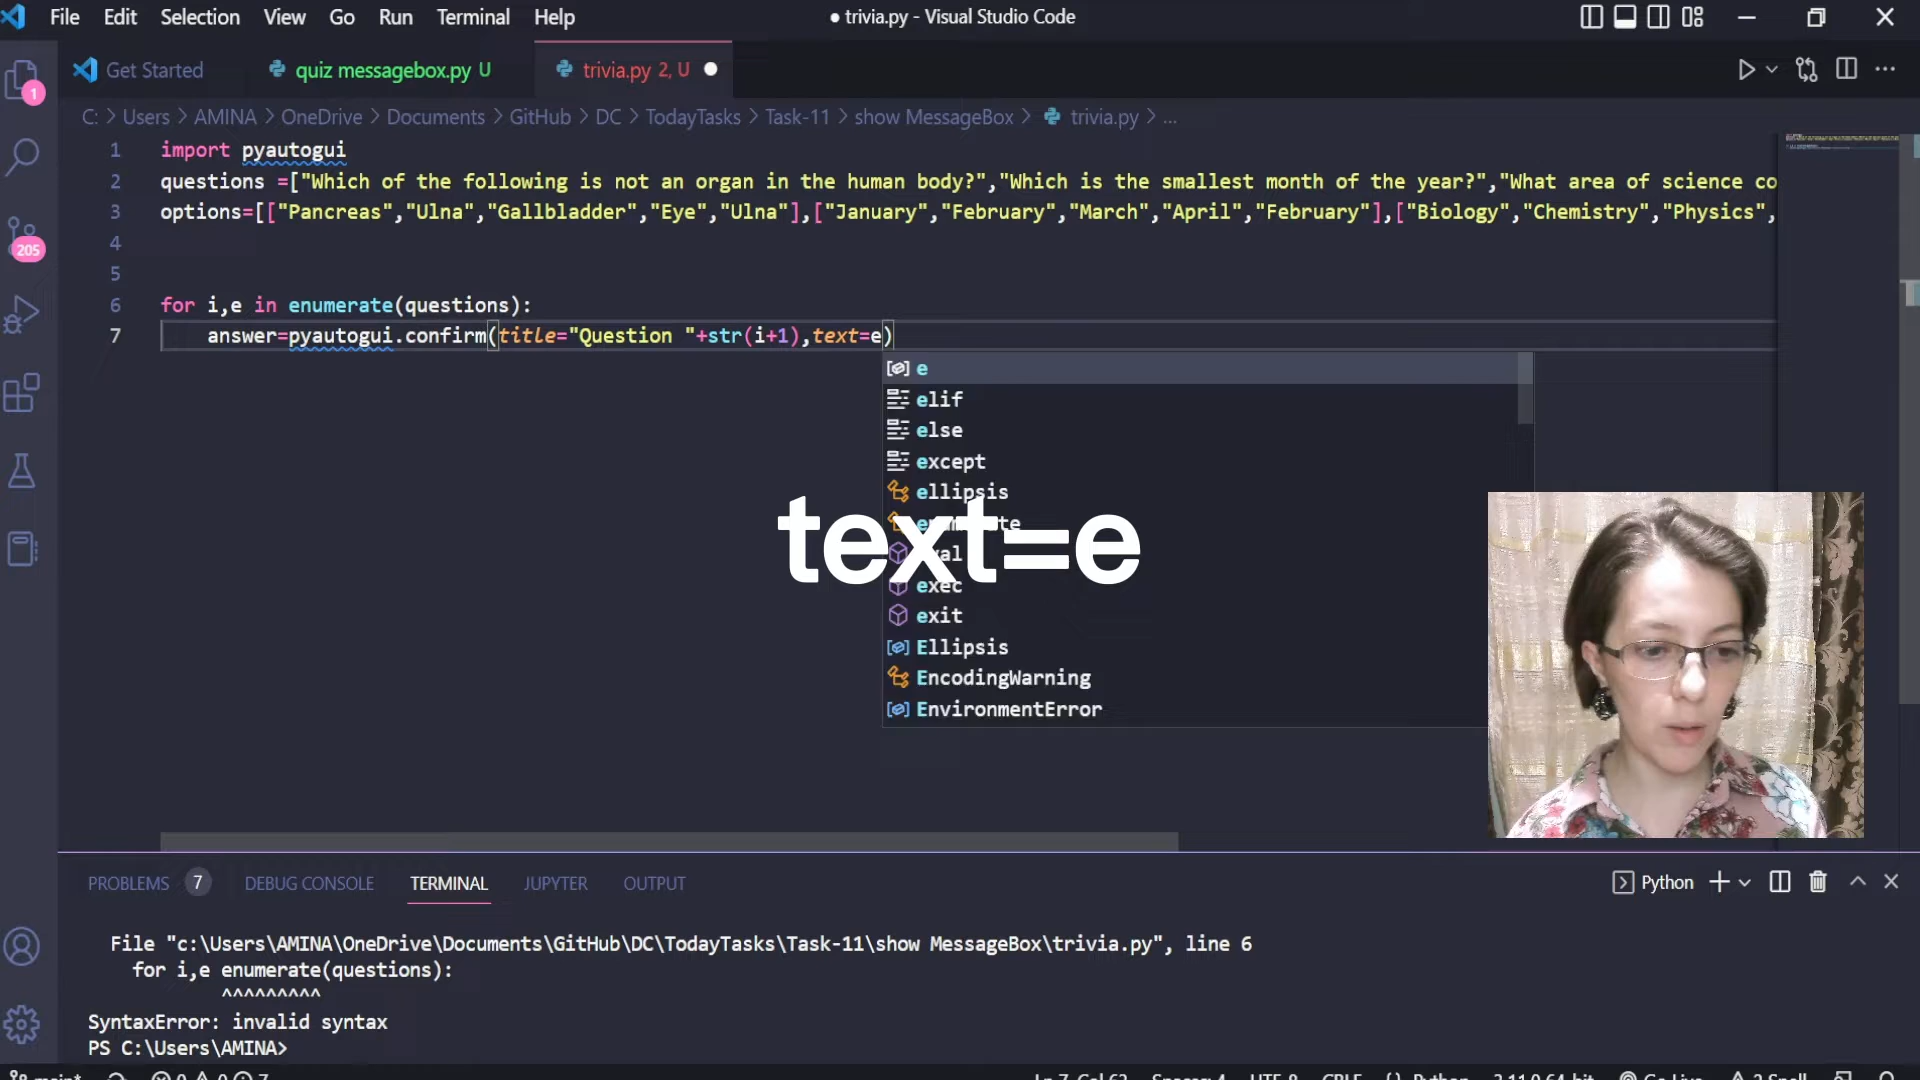 File Edit Selection View Go Run Terminal Help
● trivia.py - Visual Studio Code
Get Started
quiz messagebox.py U
trivia.py 2, U
C: > Users > AMINA > OneDrive > Documents > GitHub > DC > TodayTasks > Task-11 > show MessageBox > trivia.py > ...
1 import pyautogui
2 questions =["Which of the following is not an organ in the human body?","Which is the smallest month of the year?","What area of science co
3 options=[["Pancreas","Ulna","Gallbladder","Eye","Ulna"],["January","February","March","April","February"],["Biology","Chemistry","Physics",
4
5
6 for i,e in enumerate(questions):
7 answer=pyautogui.confirm(title="Question "+str(i+1),text=e)
1
205
e
elif
else
except
ellipsis
text=e
exec
exit
Ellipsis
EncodingWarning
EnvironmentError
PROBLEMS 7 DEBUG CONSOLE TERMINAL JUPYTER OUTPUT
Python
File "c:\Users\AMINA\OneDrive\Documents\GitHub\DC\TodayTasks\Task-11\show MessageBox\trivia.py", line 6
for i,e enumerate(questions):
^^^^^^^^^
SyntaxError: invalid syntax
PS C:\Users\AMINA>